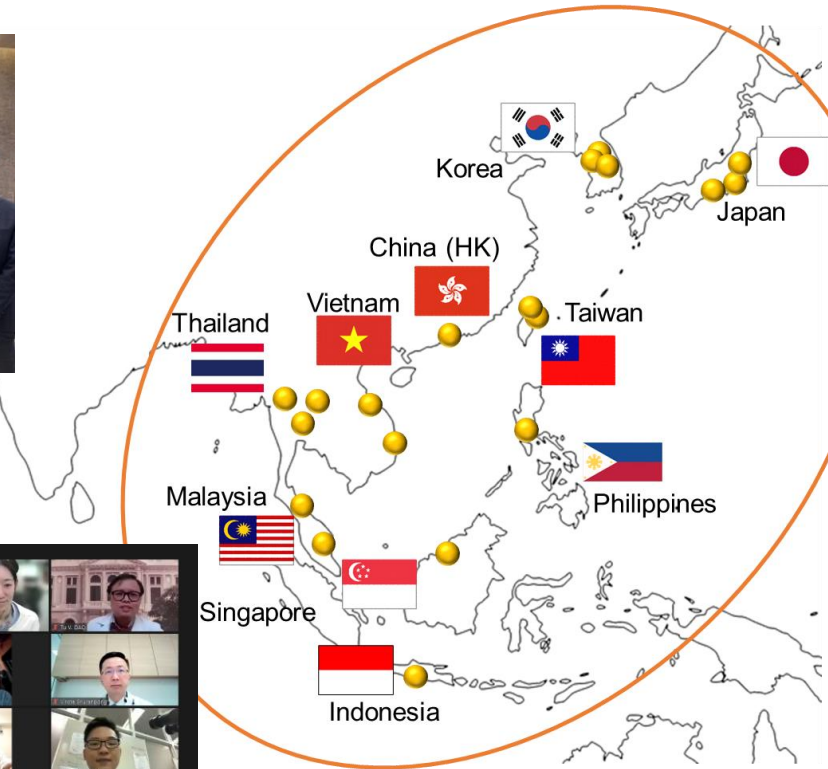 Korea
Japan
China (HK)
Vietnam
Taiwan
Thailand
Malaysia
Philippines
Singapore
Indonesia